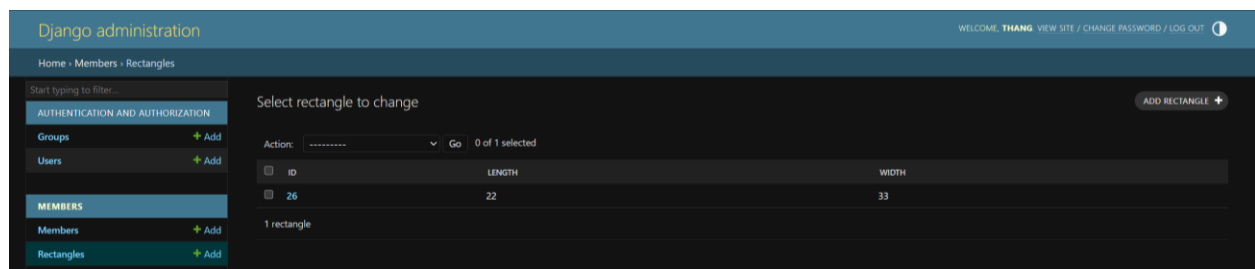 Django administration
WELCOME, THANG. VIEW SITE / CHANGE PASSWORD / LOG OUT
Home › Members › Rectangles
Start typing to filter...
AUTHENTICATION AND AUTHORIZATION
Groups + Add
Users + Add
MEMBERS
Members + Add
Rectangles + Add
Select rectangle to change
ADD RECTANGLE +
Action: --------- Go 0 of 1 selected
ID LENGTH WIDTH
26 22 33
1 rectangle